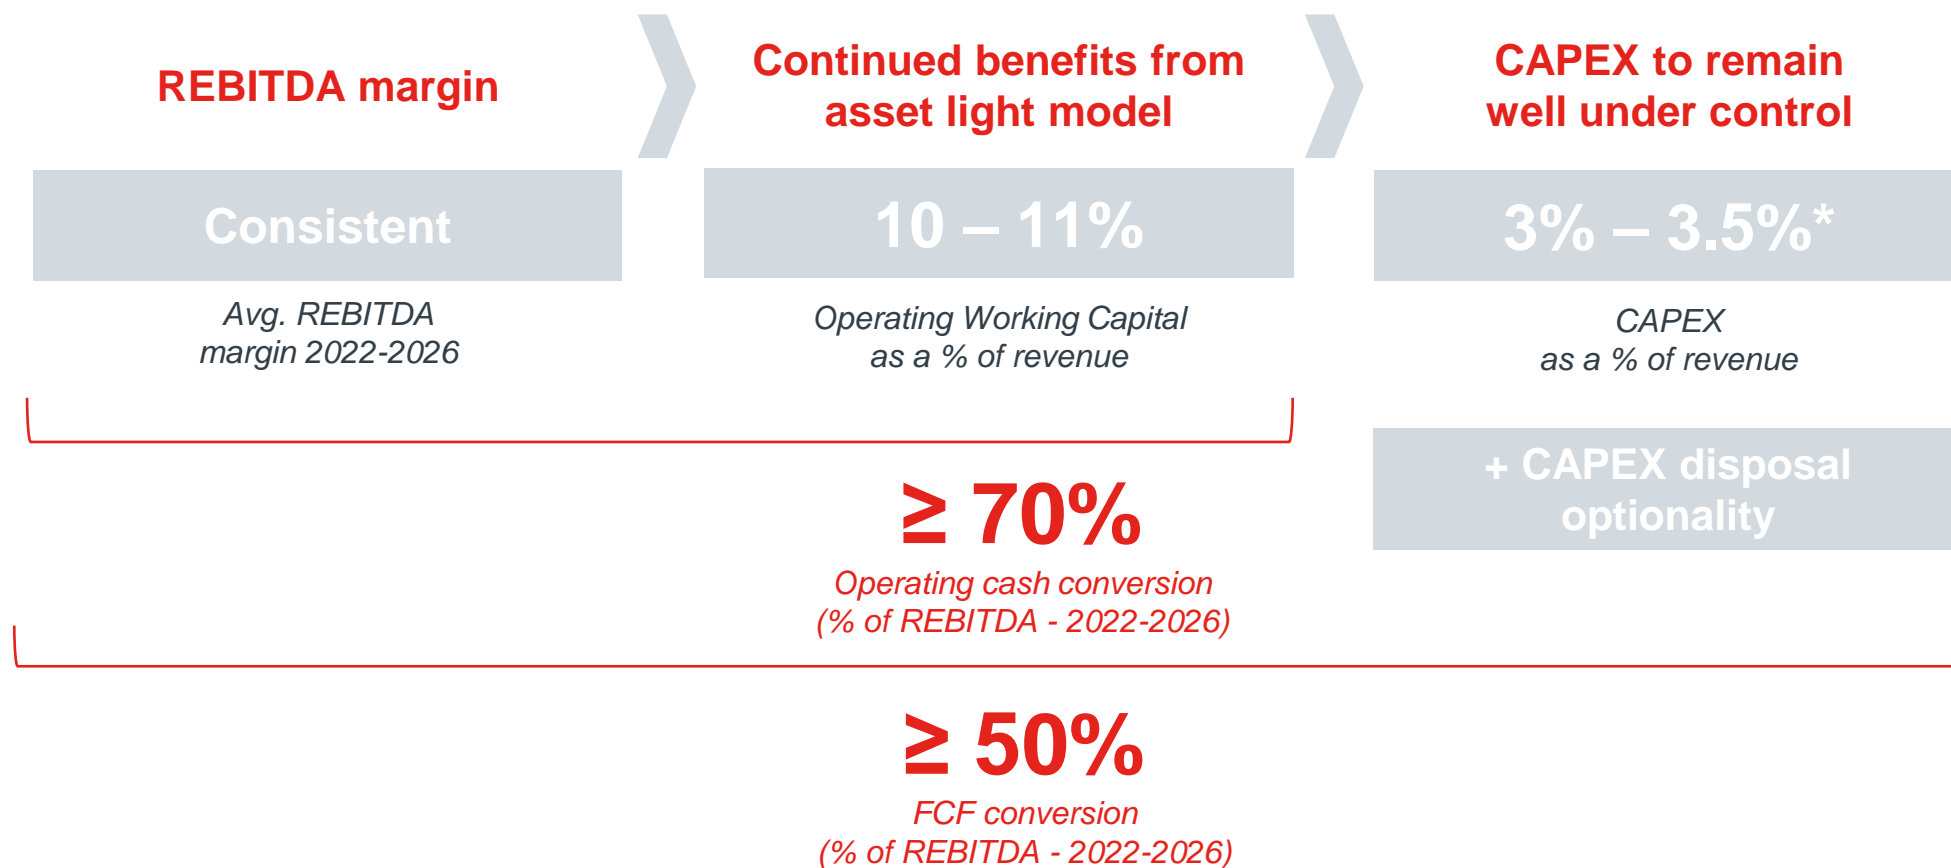 REBITDA margin
Continued benefits from
asset light model
CAPEX to remain
well under control
Consistent
10 – 11%
3% – 3.5%*
Avg. REBITDA
margin 2022-2026
Operating Working Capital
as a % of revenue
CAPEX
as a % of revenue
+ CAPEX disposal
optionality
≥ 70%
Operating cash conversion
(% of REBITDA - 2022-2026)
≥ 50%
FCF conversion
(% of REBITDA - 2022-2026)